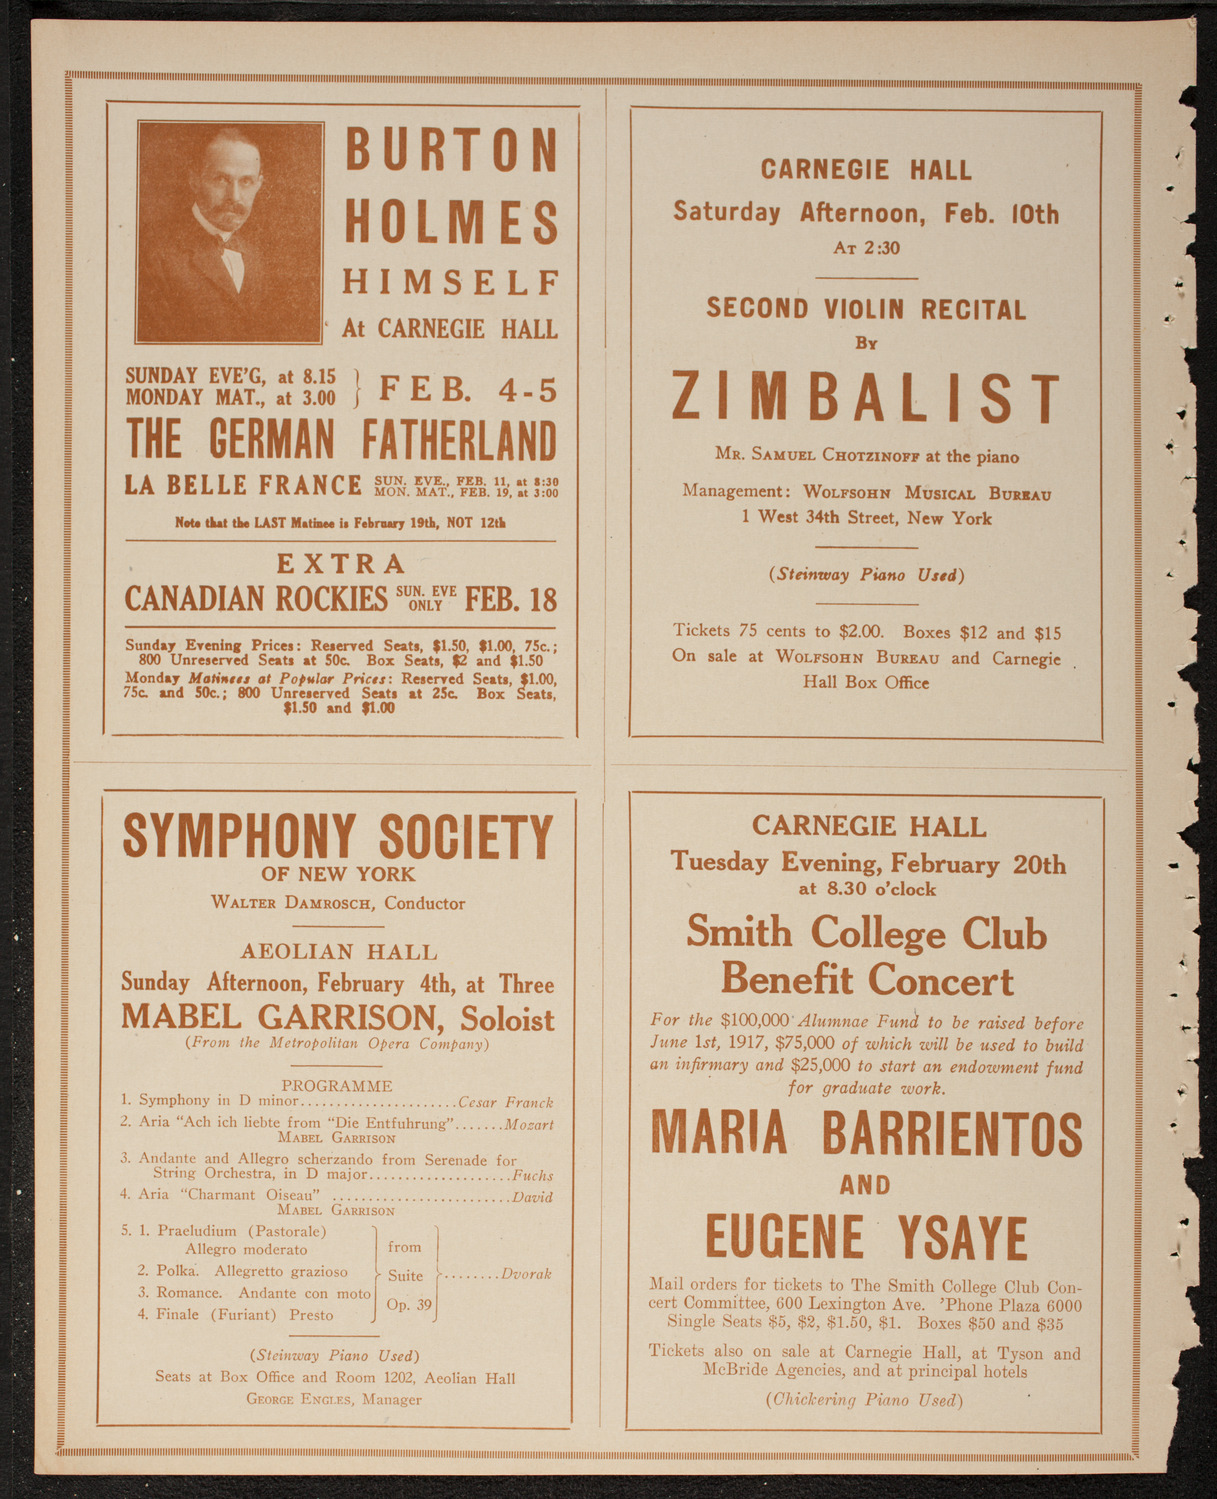 BURTON
HOLMES
HIMSELF
At CARNEGIE HALL
SUNDAY EVE'G, at 8.15
MONDAY MAT., at 3.00
FEB. 4-5
THE GERMAN FATHERLAND
LA BELLE FRANCE SUN. EVE., FEB. 11, at 8:30
MON. MAT., FEB. 19, at 3:00
Note that the LAST Matinee is February 19th, NOT 12th
EXTRA
CANADIAN ROCKIES SUN. EVE ONLY FEB. 18
Sunday Evening Prices: Reserved Seats, $1.50, $1.00, 75c.;
800 Unreserved Seats at 50c. Box Seats, $2 and $1.50
Monday Matinees at Popular Prices: Reserved Seats, $1.00,
75c. and 50c.; 800 Unreserved Seats at 25c. Box Seats,
$1.50 and $1.00
CARNEGIE HALL
Saturday Afternoon, Feb. 10th
AT 2:30
SECOND VIOLIN RECITAL
BY
ZIMBALIST
MR. SAMUEL CHOTZINOFF at the piano
Management: WOLFSOHN MUSICAL BUREAU
1 West 34th Street, New York
(Steinway Piano Used)
Tickets 75 cents to $2.00. Boxes $12 and $15
On sale at WOLFSOHN BUREAU and Carnegie
Hall Box Office
SYMPHONY SOCIETY
OF NEW YORK
WALTER DAMROSCH, Conductor
AEOLIAN HALL
Sunday Afternoon, February 4th, at Three
MABEL GARRISON, Soloist
(From the Metropolitan Opera Company)
PROGRAMME
1. Symphony in D minor......................Cesar Franck
2. Aria "Ach ich liebte from "Die Entfuhrung".......Mozart
MABEL GARRISON
3. Andante and Allegro scherzando from Serenade for
String Orchestra, in D major....................Fuchs
4. Aria "Charmant Oiseau" .........................David
MABEL GARRISON
5. 1. Praeludium (Pastorale)
Allegro moderato
2. Polka. Allegretto grazioso
3. Romance. Andante con moto
4. Finale (Furiant) Presto
from
Suite
Op. 39
........Dvorak
(Steinway Piano Used)
Seats at Box Office and Room 1202, Aeolian Hall
GEORGE ENGLES, Manager
CARNEGIE HALL
Tuesday Evening, February 20th
at 8.30 o'clock
Smith College Club
Benefit Concert
For the $100,000 Alumnae Fund to be raised before
June 1st, 1917, $75,000 of which will be used to build
an infirmary and $25,000 to start an endowment fund
for graduate work.
MARIA BARRIENTOS
AND
EUGENE YSAYE
Mail orders for tickets to The Smith College Club Con-
cert Committee, 600 Lexington Ave. 'Phone Plaza 6000
Single Seats $5, $2, $1.50, $1. Boxes $50 and $35
Tickets also on sale at Carnegie Hall, at Tyson and
McBride Agencies, and at principal hotels
(Chickering Piano Used)